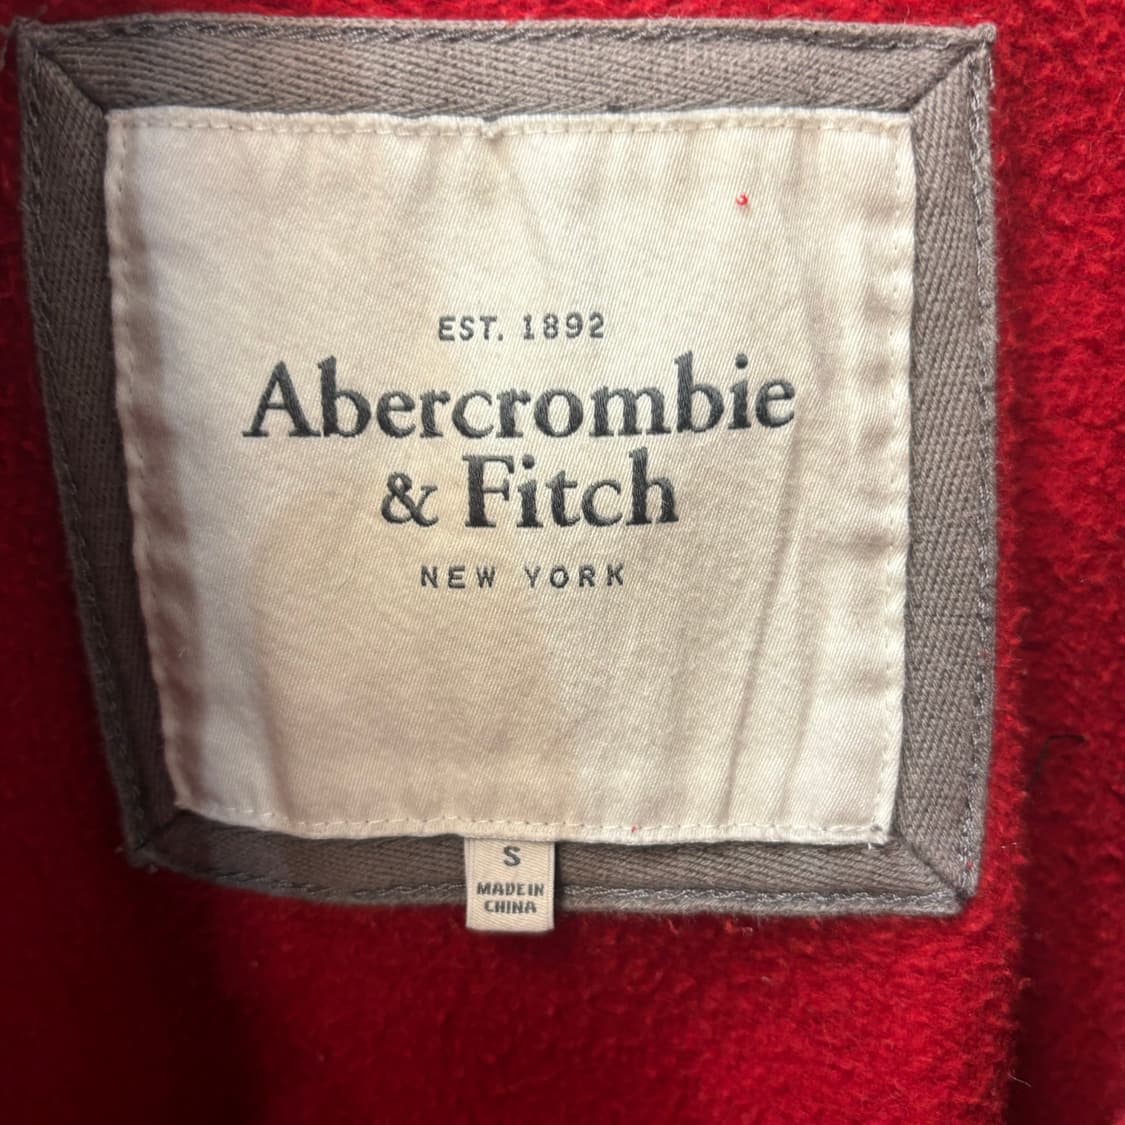 EST. 1892
Abercrombie
& Fitch
NEW YORK
S
MADE IN
CHINA